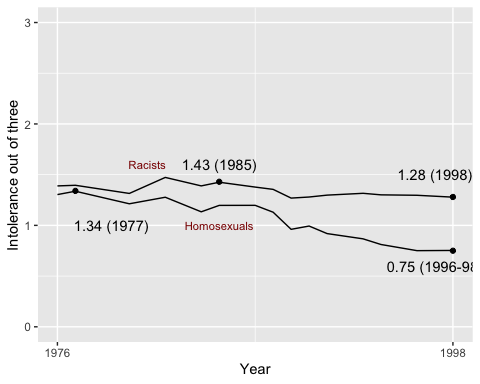 3
2
1
0
Intolerance out of three
Racists
1.43 (1985)
1.28 (1998)
1.34 (1977)
Homosexuals
0.75 (1996-98
1976
1998
Year